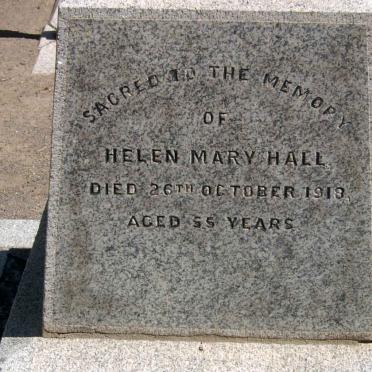 SACRED TO THE MEMORY
OF
HELEN MARY HALL
DIED 26TH OCTOBER 1913,
AGED 55 YEARS